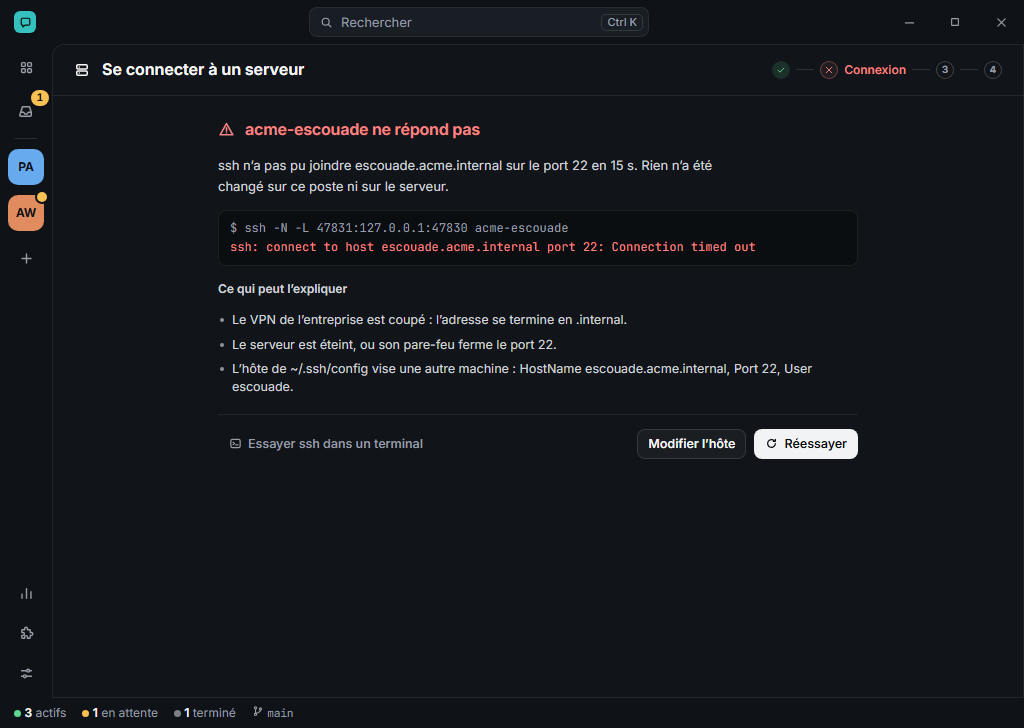 Rechercher
Ctrl K
Se connecter à un serveur
Connexion
3
4
1
PA
AW
acme-escouade ne répond pas
ssh n’a pas pu joindre escouade.acme.internal sur le port 22 en 15 s. Rien n’a été
changé sur ce poste ni sur le serveur.
$ ssh -N -L 47831:127.0.0.1:47830 acme-escouade
ssh: connect to host escouade.acme.internal port 22: Connection timed out
Ce qui peut l’expliquer
• Le VPN de l’entreprise est coupé : l’adresse se termine en .internal.
• Le serveur est éteint, ou son pare-feu ferme le port 22.
• L’hôte de ~/.ssh/config vise une autre machine : HostName escouade.acme.internal, Port 22, User
escouade.
Essayer ssh dans un terminal
Modifier l’hôte
Réessayer
3 actifs
1 en attente
1 terminé
main